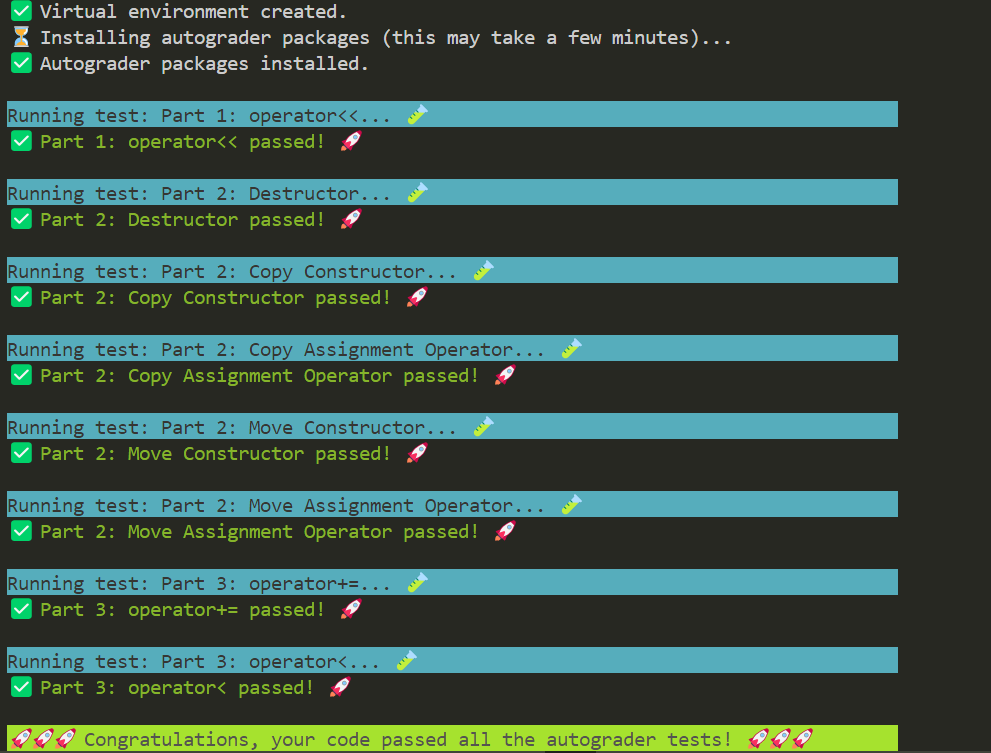 ✅ Virtual environment created.
⏳ Installing autograder packages (this may take a few minutes)...
✅ Autograder packages installed.
Running test: Part 1: operator<<... 🧪
✅ Part 1: operator<< passed! 🚀
Running test: Part 2: Destructor... 🧪
✅ Part 2: Destructor passed! 🚀
Running test: Part 2: Copy Constructor... 🧪
✅ Part 2: Copy Constructor passed! 🚀
Running test: Part 2: Copy Assignment Operator... 🧪
✅ Part 2: Copy Assignment Operator passed! 🚀
Running test: Part 2: Move Constructor... 🧪
✅ Part 2: Move Constructor passed! 🚀
Running test: Part 2: Move Assignment Operator... 🧪
✅ Part 2: Move Assignment Operator passed! 🚀
Running test: Part 3: operator+=... 🧪
✅ Part 3: operator+= passed! 🚀
Running test: Part 3: operator<... 🧪
✅ Part 3: operator< passed! 🚀
🚀🚀🚀 Congratulations, your code passed all the autograder tests! 🚀🚀🚀